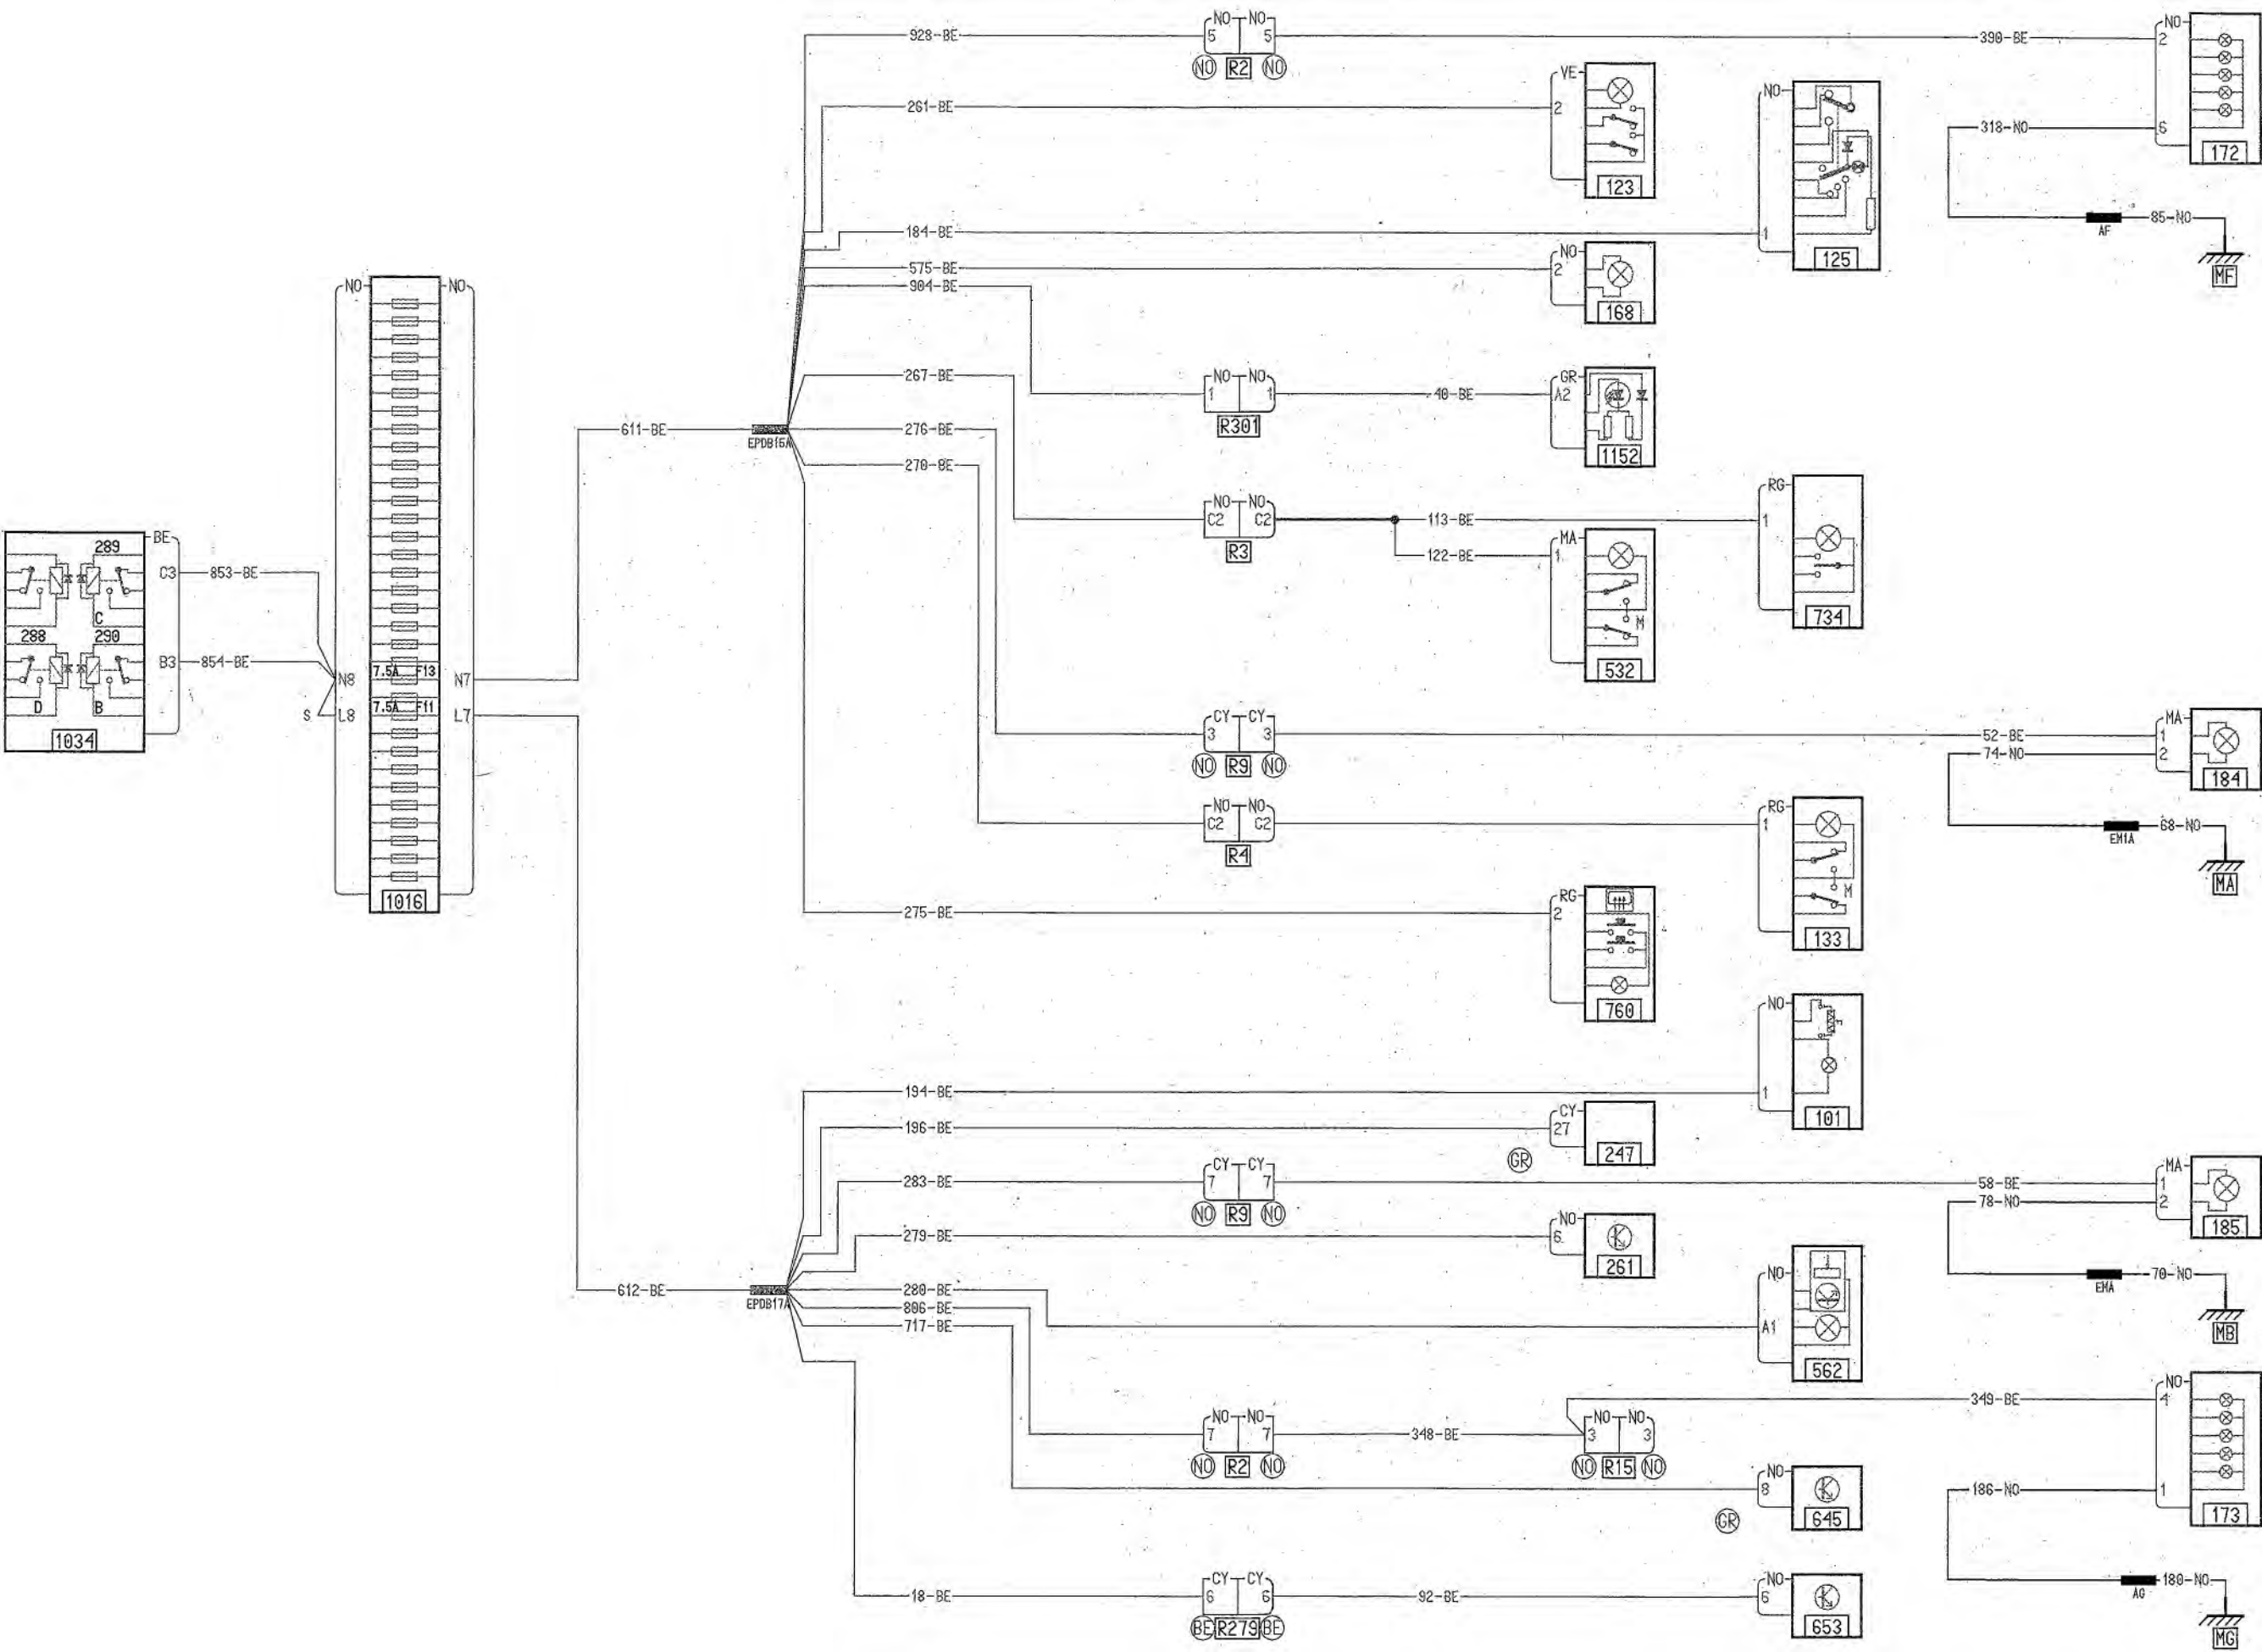 928-BE
NO NO
5 5
NO R2 NO
390-BE
NO
2
6
172
318-NO
AF
85-NO
MF
261-BE
VE
2
123
184-BE
NO
1
125
575-BE
NO
2
168
904-BE
NO NO
1 1
R301
40-BE
GR
A2
1152
267-BE
NO NO
C2 C2
R3
113-BE
RG
1
734
122-BE
MA
1
M
532
611-BE
276-BE
270-BE
NO NO
BE
289
C3
853-BE
C
288 290
B3
854-BE
D B
1034
N8
7.5A F13
N7
S
L8
7.5A F11
L7
1016
CY CY
3 3
NO R9 NO
52-BE
MA
1
74-NO
2
184
EM1A
68-NO
MA
NO NO
C2 C2
R4
RG
1
M
133
275-BE
RG
2
760
194-BE
NO
1
101
196-BE
CY
27
247
GR
283-BE
CY CY
7 7
NO R9 NO
58-BE
MA
1
78-NO
2
185
EMA
70-NO
MB
279-BE
NO
6
261
612-BE
EPDB17A
280-BE
NO
A1
562
806-BE
717-BE
NO NO
7 7
NO R2 NO
348-BE
NO NO
3 3
NO R15 NO
349-BE
NO
4
186-NO
1
173
AG
180-NO
MG
NO
8
645
GR
18-BE
CY CY
6 6
BE R279 BE
92-BE
NO
6
653